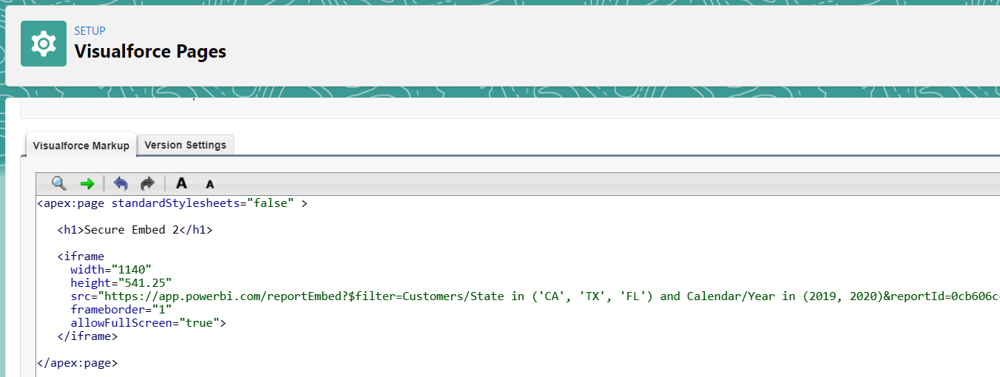 SETUP
Visualforce Pages
Visualforce Markup
Version Settings
A A
<apex:page standardStylesheets="false" >
<h1>Secure Embed 2</h1>
<iframe
width="1140"
height="541.25"
src="https://app.powerbi.com/reportEmbed?$filter=Customers/State in ('CA', 'TX', 'FL') and Calendar/Year in (2019, 2020)&reportId=0cb606c
frameborder="1"
allowFullScreen="true">
</iframe>
</apex:page>